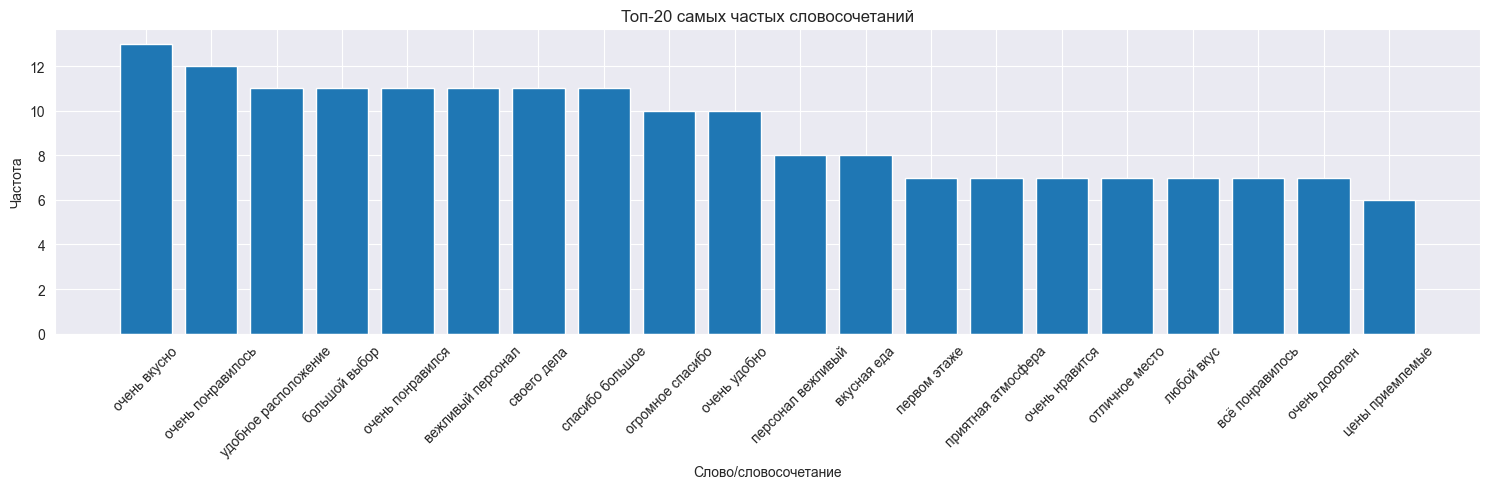 Топ-20 самых частых словосочетаний
Частота
12
10
8
6
4
2
0
очень вкусно
очень понравилось
удобное расположение
большой выбор
очень понравился
вежливый персонал
своего дела
спасибо большое
огромное спасибо
очень удобно
персонал вежливый
вкусная еда
первом этаже
приятная атмосфера
очень нравится
отличное место
любой вкус
всё понравилось
очень доволен
цены приемлемые
Слово/словосочетание